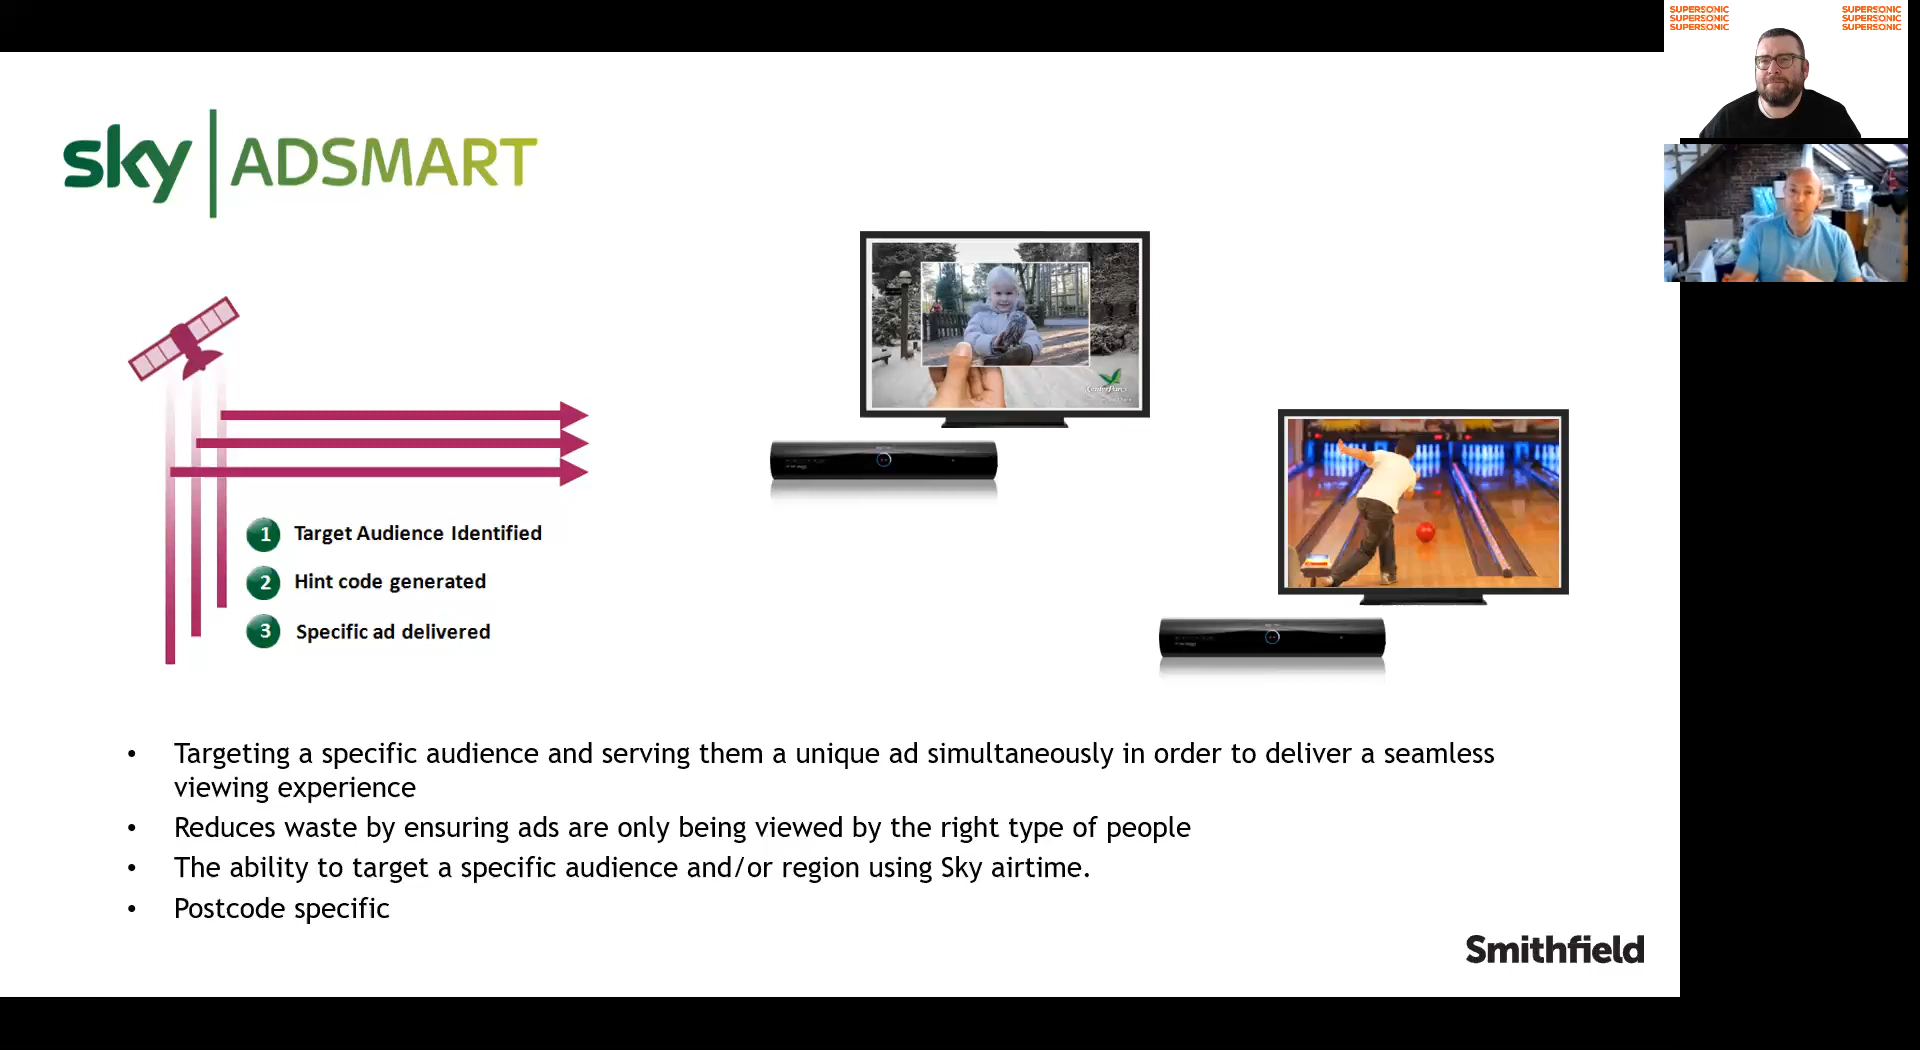 SUPERSONIC SUPERSONIC
SUPERSONIC SUPERSONIC
SUPERSONIC SUPERSONIC
sky | ADSMART
1 Target Audience Identified
2 Hint code generated
3 Specific ad delivered
• Targeting a specific audience and serving them a unique ad simultaneously in order to deliver a seamless
viewing experience
• Reduces waste by ensuring ads are only being viewed by the right type of people
• The ability to target a specific audience and/or region using Sky airtime.
• Postcode specific
Smithfield